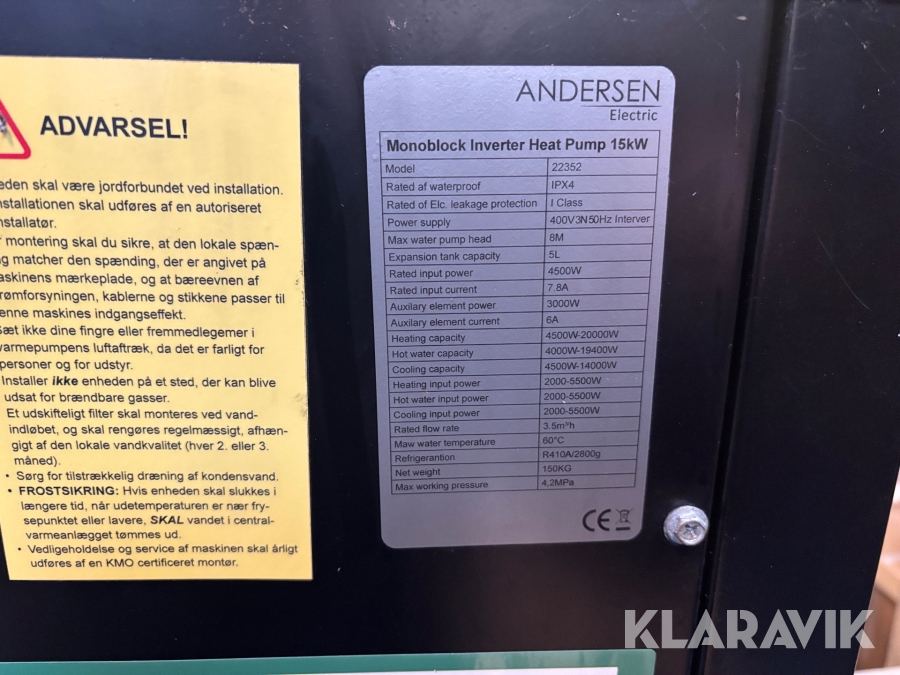 ADVARSEL!
eden skal være jordforbundet ved installation.
nstallationen skal udføres af en autoriseret
nstallatør.
r montering skal du sikre, at den lokale spæn-
g matcher den spænding, der er angivet på
askinens mærkeplade, og at bæreevnen af
rømforsyningen, kablerne og stikkene passer til
enne maskines indgangseffekt.
Sæt ikke dine fingre eller fremmedlegemer i
varmepumpens luftaftræk, da det er farligt for
personer og for udstyr.
Installer ikke enheden på et sted, der kan blive
udsat for brændbare gasser.
Et udskifteligt filter skal monteres ved vand-
indløbet, og skal rengøres regelmæssigt, afhæn-
gigt af den lokale vandkvalitet (hver 2. eller 3.
måned).
• Sørg for tilstrækkelig dræning af kondensvand.
• FROSTSIKRING: Hvis enheden skal slukkes i
længere tid, når udetemperaturen er nær fry-
sepunktet eller lavere, SKAL vandet i central-
varmeanlægget tømmes ud.
• Vedligeholdelse og service af maskinen skal årligt
udføres af en KMO certificeret montør.
ANDERSEN
Electric
Monoblock Inverter Heat Pump 15kW
Model 22352
Rated af waterproof IPX4
Rated of Elc. leakage protection I Class
Power supply 400V3N50Hz Interver
Max water pump head 8M
Expansion tank capacity 5L
Rated input power 4500W
Rated input current 7.8A
Auxilary element power 3000W
Auxilary element current 6A
Heating capacity 4500W-20000W
Hot water capacity 4000W-19400W
Cooling capacity 4500W-14000W
Heating input power 2000-5500W
Hot water input power 2000-5500W
Cooling input power 2000-5500W
Rated flow rate 3.5m³h
Maw water temperature 60°C
Refrigerantion R410A/2800g
Net weight 150KG
Max working pressure 4,2MPa
CE
KLARAVIK